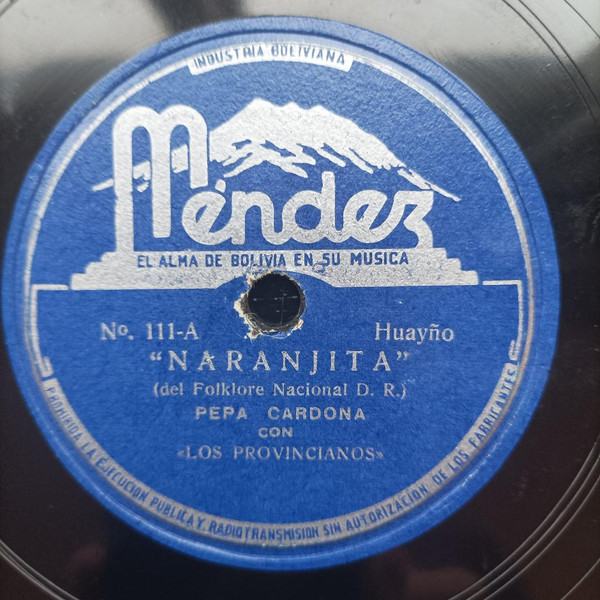 INDUSTRIA BOLIVIANA
Méndez
EL ALMA DE BOLIVIA EN SU MUSICA
Nº. 111-A
Huayño
"NARANJITA"
(del Folklore Nacional D. R.)
PEPA CARDONA
CON
«LOS PROVINCIANOS»
PROHIBIDA LA EJECUCION PUBLICA Y RADIOTRANSMISION SIN AUTORIZACION DE LOS FABRICANTES